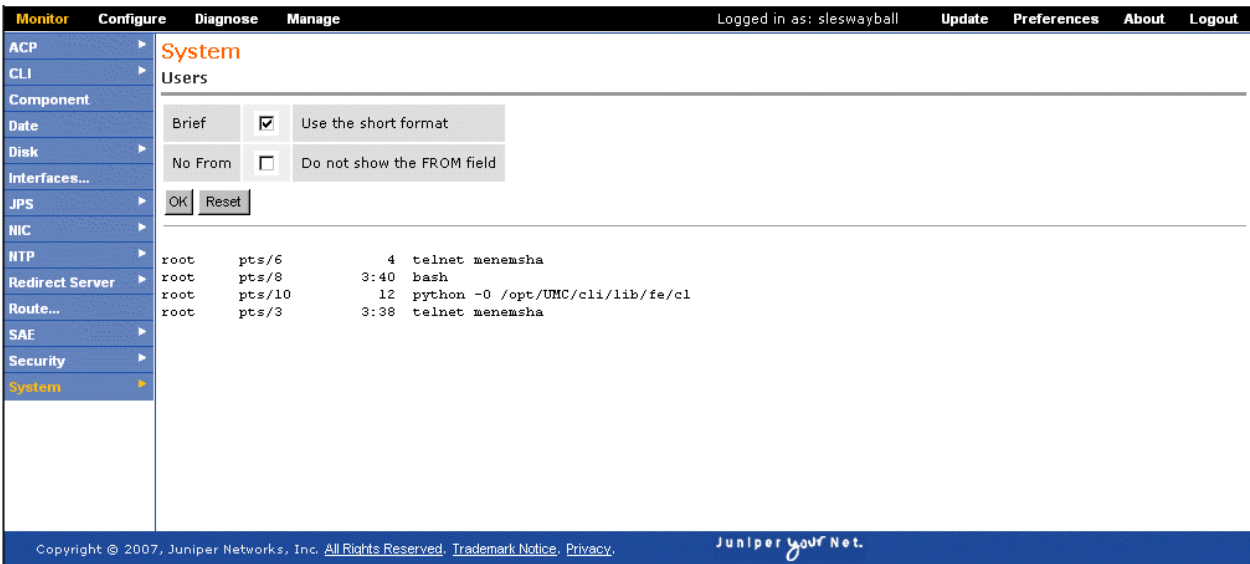 Monitor Configure Diagnose Manage Logged in as: sleswayball Update Preferences About Logout
ACP
CLI
Component
Date
Disk
Interfaces...
JPS
NIC
NTP
Redirect Server
Route...
SAE
Security
System
System
Users
Brief Use the short format
No From Do not show the FROM field
OK Reset
root pts/6 4 telnet menemsha
root pts/8 3:40 bash
root pts/10 12 python -O /opt/UMC/cli/lib/fe/cl
root pts/3 3:38 telnet menemsha
Copyright © 2007, Juniper Networks, Inc. All Rights Reserved. Trademark Notice. Privacy. Juniper your Net.